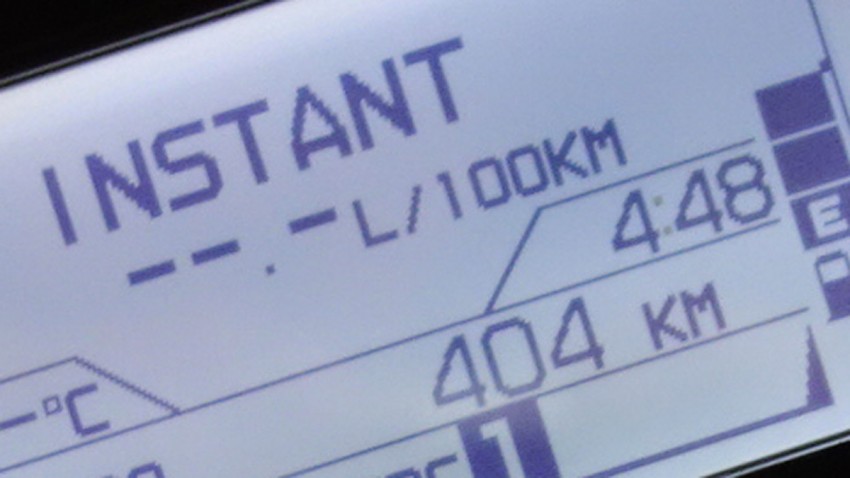 INSTANT
--.-L/100KM
4:48
E
404 KM
-°C
1